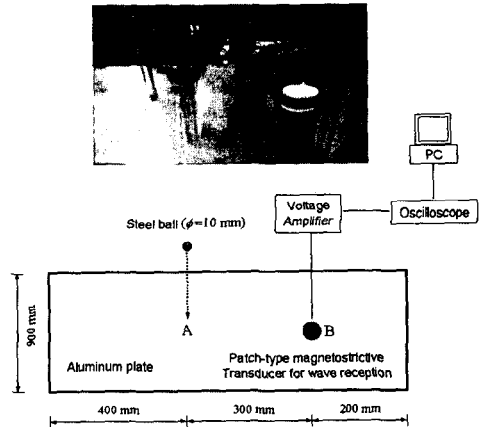 PC
Voltage
Amplifier
Oscilloscope
Steel ball (ϕ=10 mm)
A
B
900 mm
Aluminum plate
Patch-type magnetostrictive
Transducer for wave reception
400 mm
300 mm
200 mm